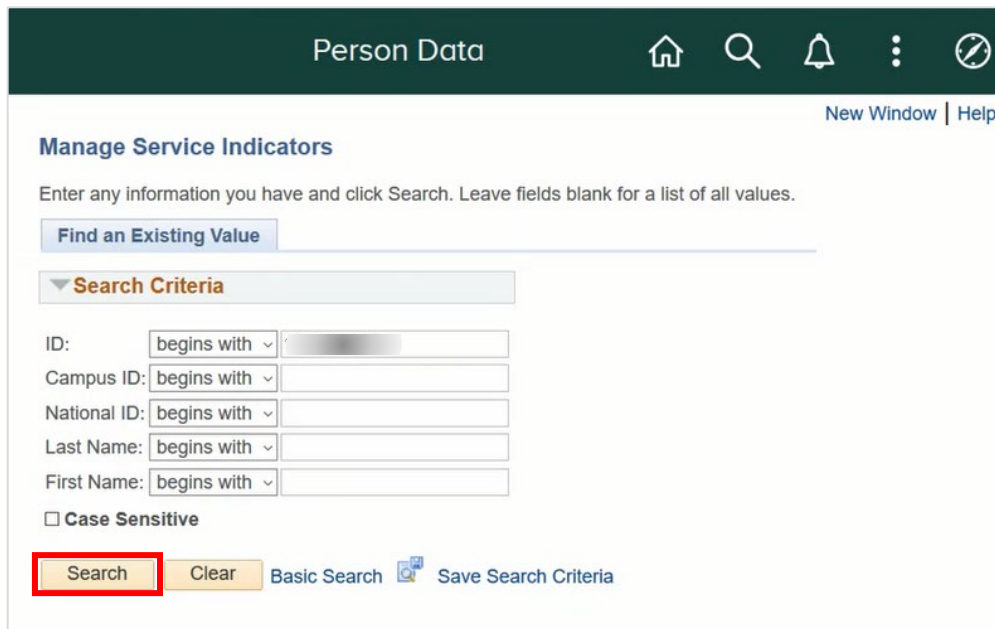 Person Data
New Window | Help
Manage Service Indicators
Enter any information you have and click Search. Leave fields blank for a list of all values.
Find an Existing Value
Search Criteria
ID: begins with
Campus ID: begins with
National ID: begins with
Last Name: begins with
First Name: begins with
Case Sensitive
Search Clear Basic Search Save Search Criteria